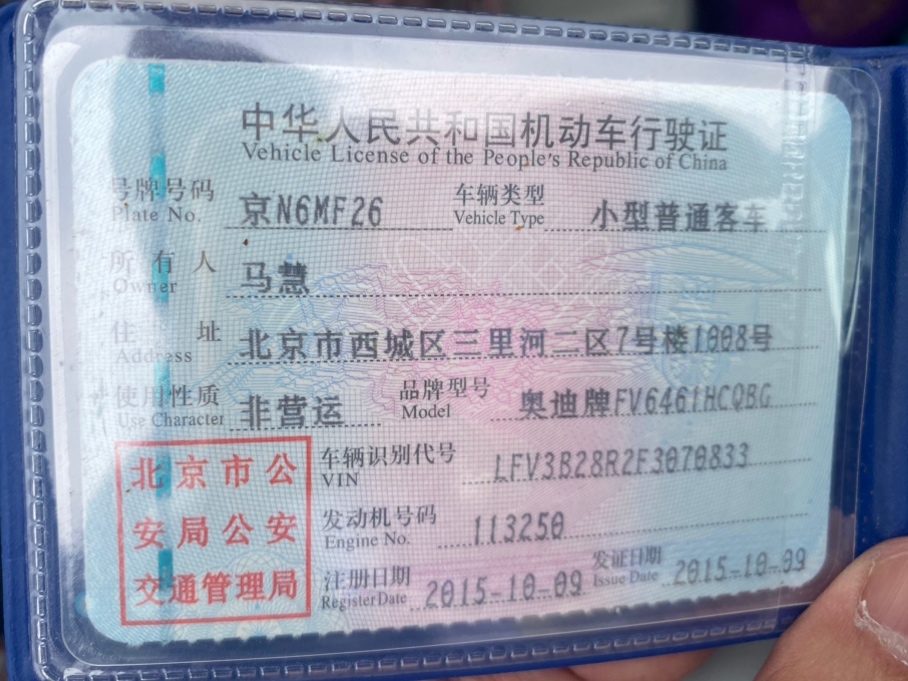 中华人民共和国机动车行驶证
Vehicle License of the People's Republic of China
号牌号码 京N6MF26 车辆类型 小型普通客车
Plate No. Vehicle Type
所有人 马慧
Owner
住址 北京市西城区三里河二区7号楼1008号
Address
使用性质 非营运 品牌型号 奥迪牌FV6461HCQBG
Use Character Model
北京市公
安局公安
交通管理局
车辆识别代号 LFV3B28R2F3070833
VIN
发动机号码 113250
Engine No.
注册日期 2015-10-09 发证日期 2015-10-09
Register Date Issue Date